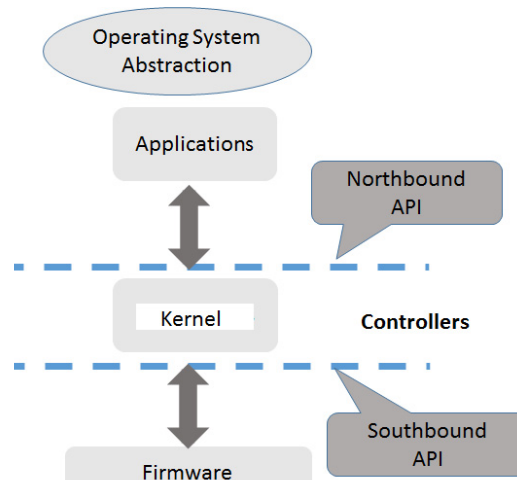 Operating System
Abstraction
Applications
Northbound
API
Kernel
Controllers
Southbound
API
Firmware